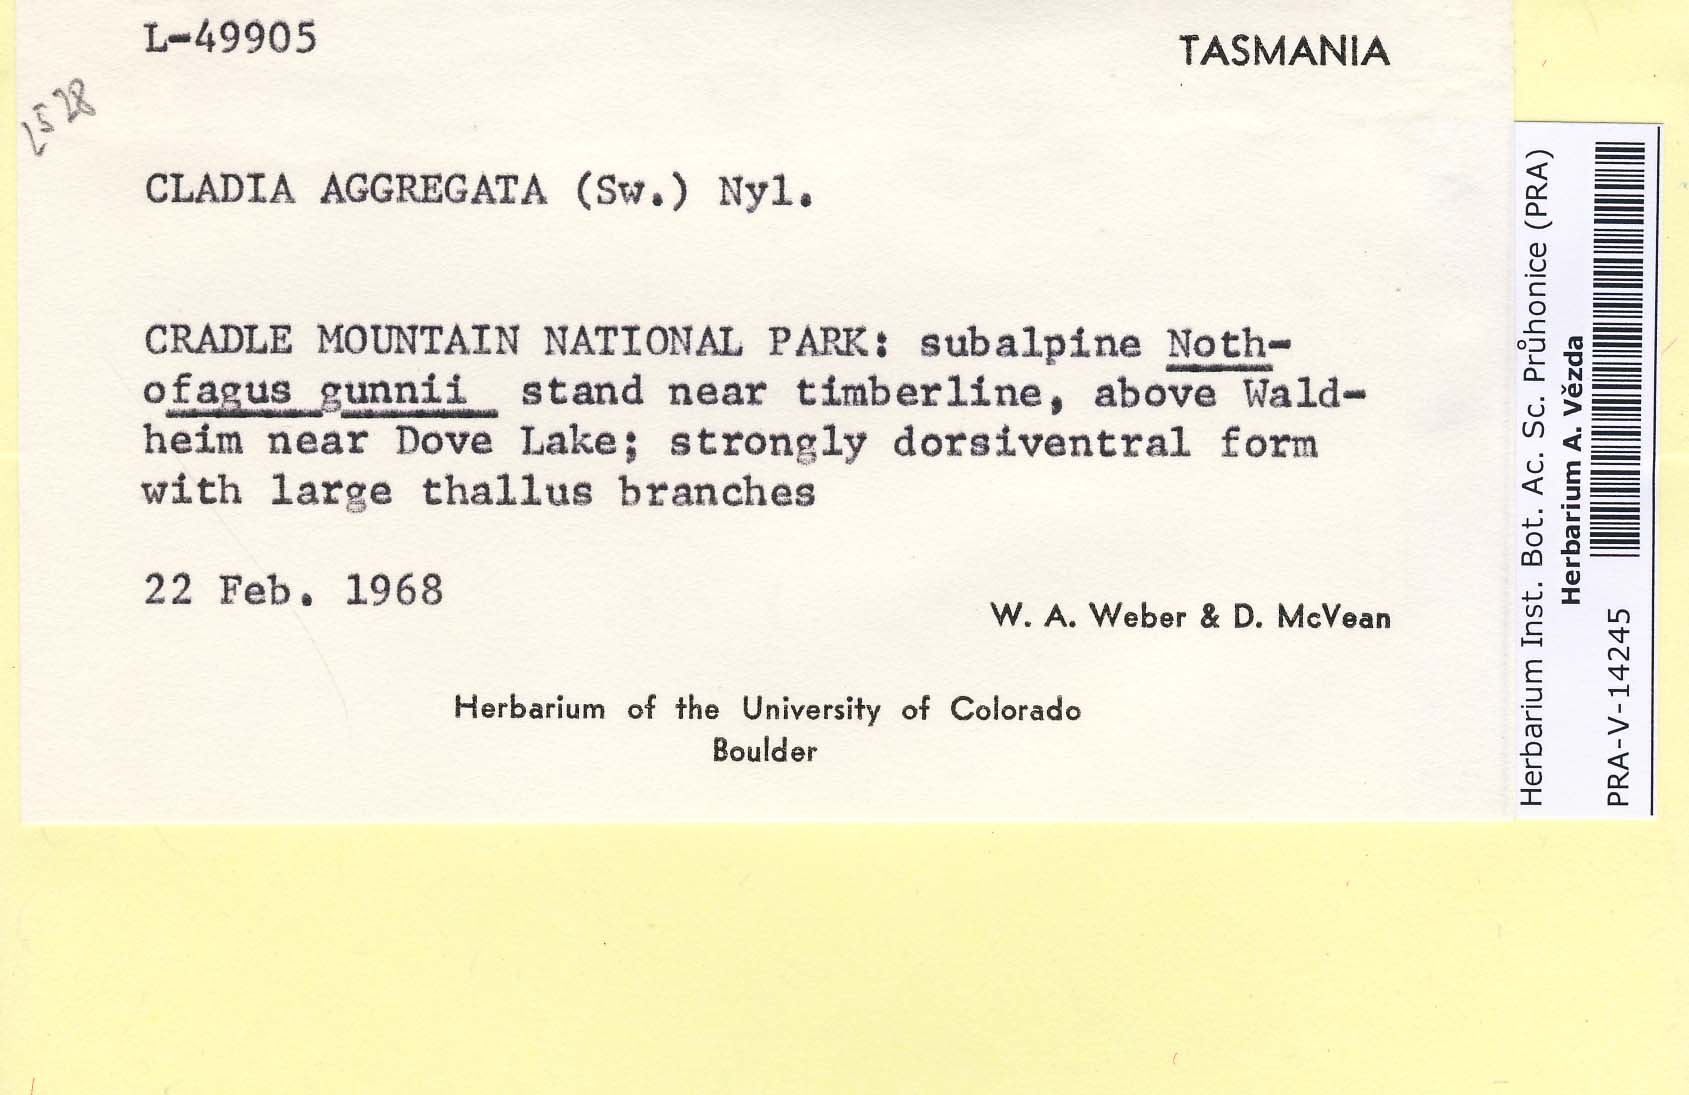 L-49905
TASMANIA
CLADIA AGGREGATA (Sw.) Nyl.
CRADLE MOUNTAIN NATIONAL PARK: subalpine Noth-
ofagus gunnii stand near timberline, above Wald-
heim near Dove Lake; strongly dorsiventral form
with large thallus branches
22 Feb. 1968
W. A. Weber & D. McVean
Herbarium of the University of Colorado
Boulder
Herbarium Inst. Bot. Ac. Sc. Průhonice (PRA)
Herbarium A. Vězda
PRA-V-14245